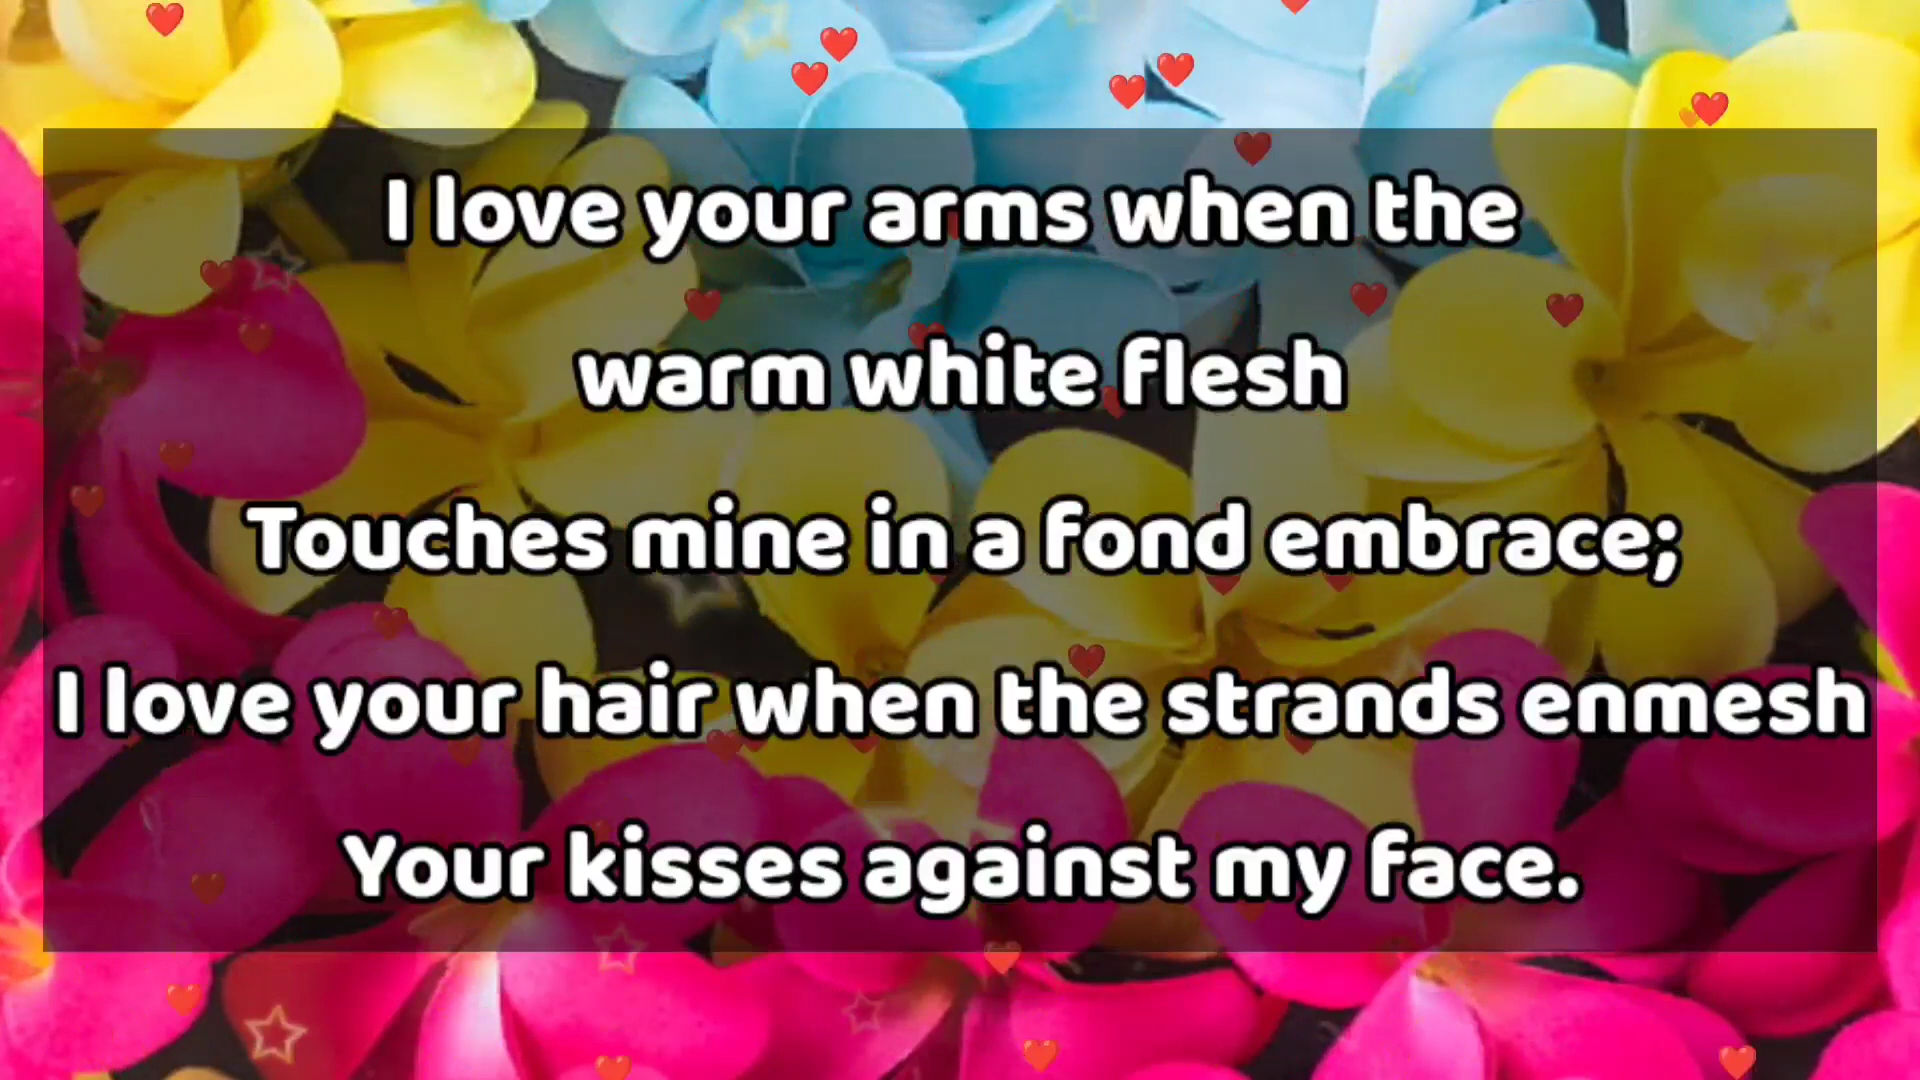 I love your arms when the
warm white flesh
Touches mine in a fond embrace;
I love your hair when the strands enmesh
Your kisses against my face.